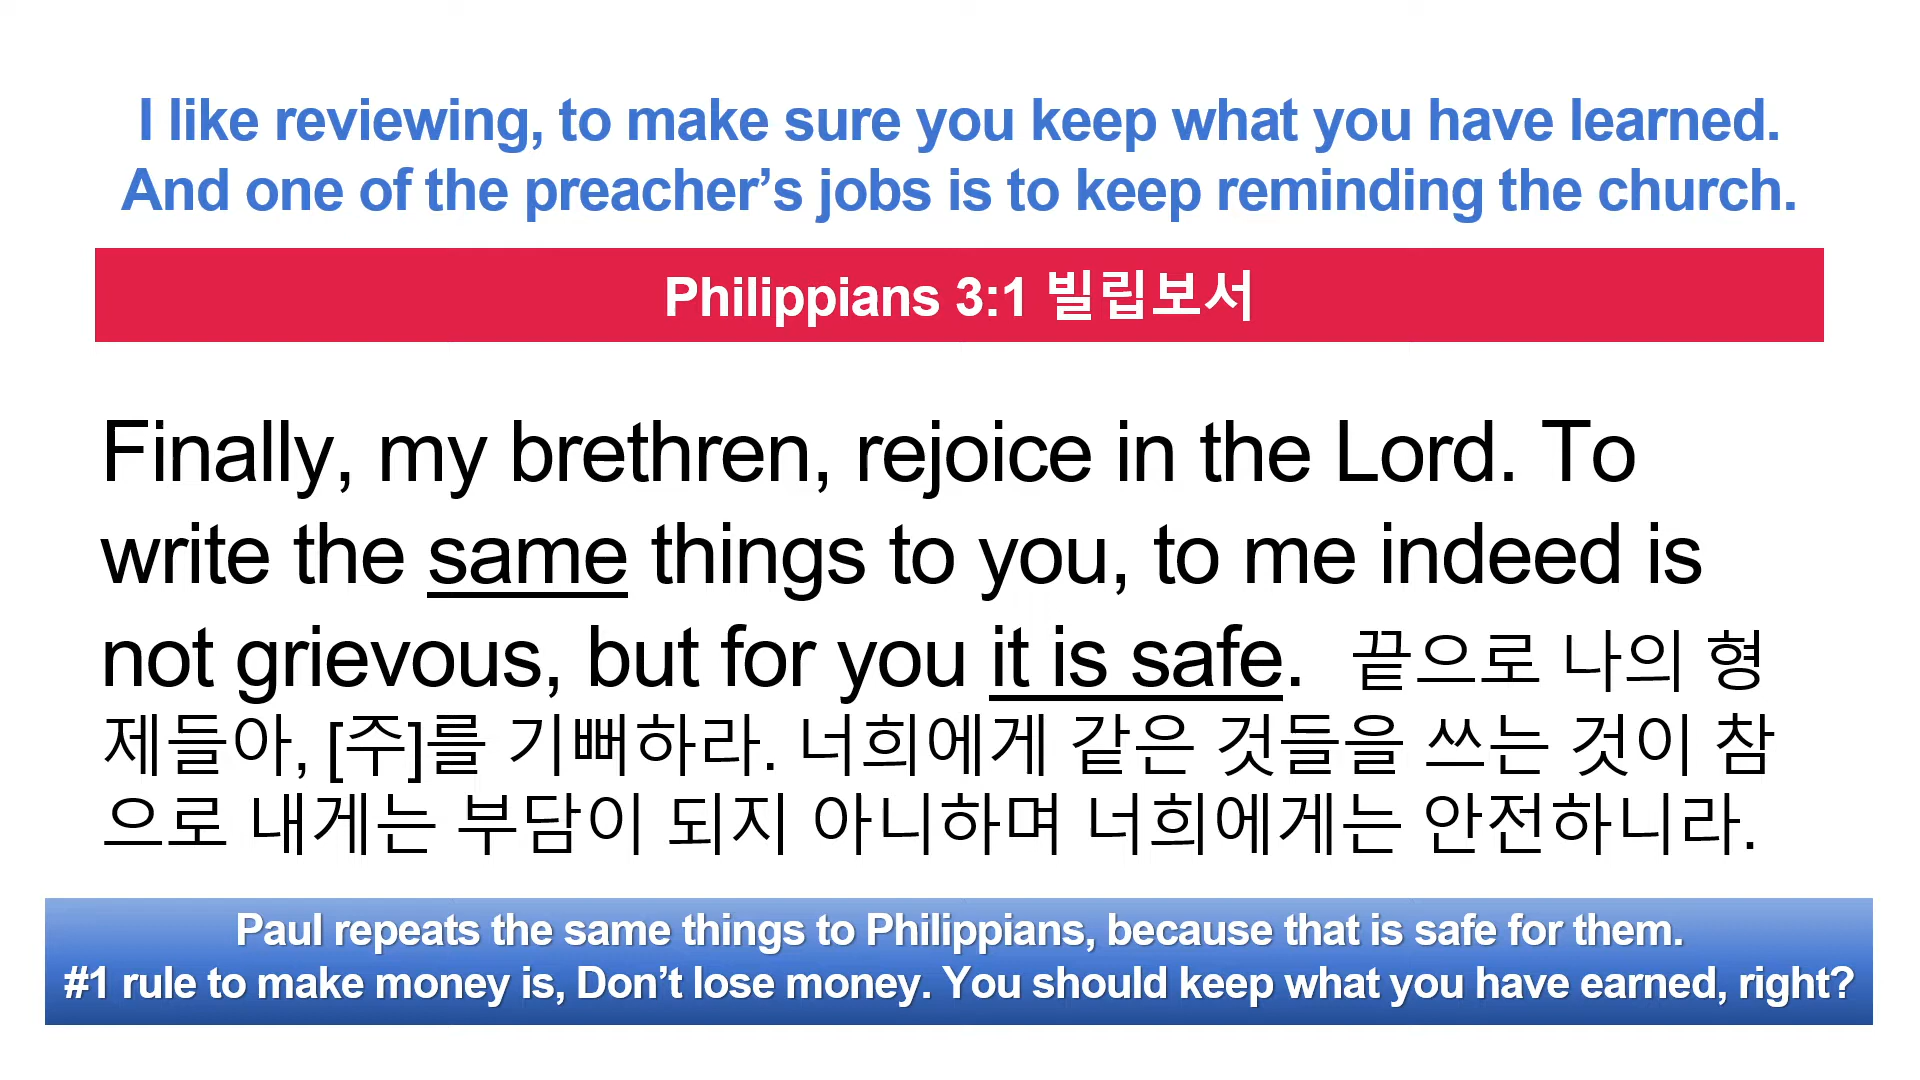 I like reviewing, to make sure you keep what you have learned.
And one of the preacher’s jobs is to keep reminding the church.
Philippians 3:1 빌립보서
Finally, my brethren, rejoice in the Lord. To
write the same things to you, to me indeed is
not grievous, but for you it is safe. 끝으로 나의 형
제들아, [주]를 기뻐하라. 너희에게 같은 것들을 쓰는 것이 참
으로 내게는 부담이 되지 아니하며 너희에게는 안전하니라.
Paul repeats the same things to Philippians, because that is safe for them.
#1 rule to make money is, Don’t lose money. You should keep what you have earned, right?